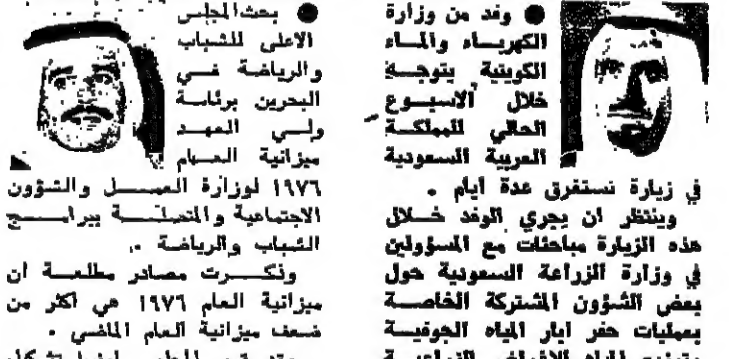 ● وفد من وزارة
الكهرباء والماء
الكويتية يتوجه
خلال الاسبوع
الحالي للمملكة
العربية السعودية
في زيارة تستغرق عدة أيام .
وينتظر ان يجري الوفد خلال
هذه الزيارة مباحثات مع المسؤولين
في وزارة الزراعة السعودية حول
بعض الشؤون المشتركة الخاصة
بعمليات حفر ابار المياه الجوفية
● بحث المجلس
الاعلى للشباب
والرياضة في
البحرين برئاسة
ولي العهد
ميزانية العام
١٩٧٦ لوزارة العمل والشؤون
الاجتماعية والمتصلة ببرامج
الشباب والرياضة .
وذكرت مصادر مطلعة ان
ميزانية العام ١٩٧٦ هي اكثر من
ضعف ميزانية العام الماضي .